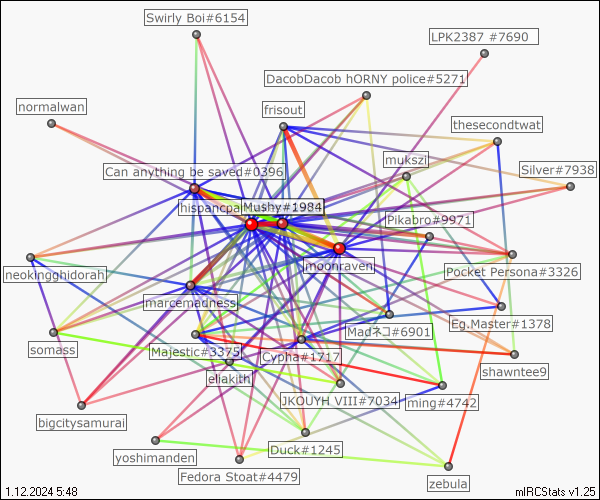 Swirly Boi#6154
LPK2387 #7690
DacobDacob hORNY police#5271
normalwan
frisout
thesecondtwat
mukszi
Can anything be saved#0396
Silver#7938
hispancpa
Mushy#1984
Pikabro#9971
moonraven
neokingghidorah
Pocket Persona#3326
marcemadness
Eg.Master#1378
Madネコ#6901
somass
Majestic#3375
Cypha#1717
shawntee9
eliakith
JKOUYH VIII#7034
ming#4742
bigcitysamurai
Duck#1245
yoshimanden
Fedora Stoat#4479
zebula
1.12.2024 5:48
mIRCStats v1.25